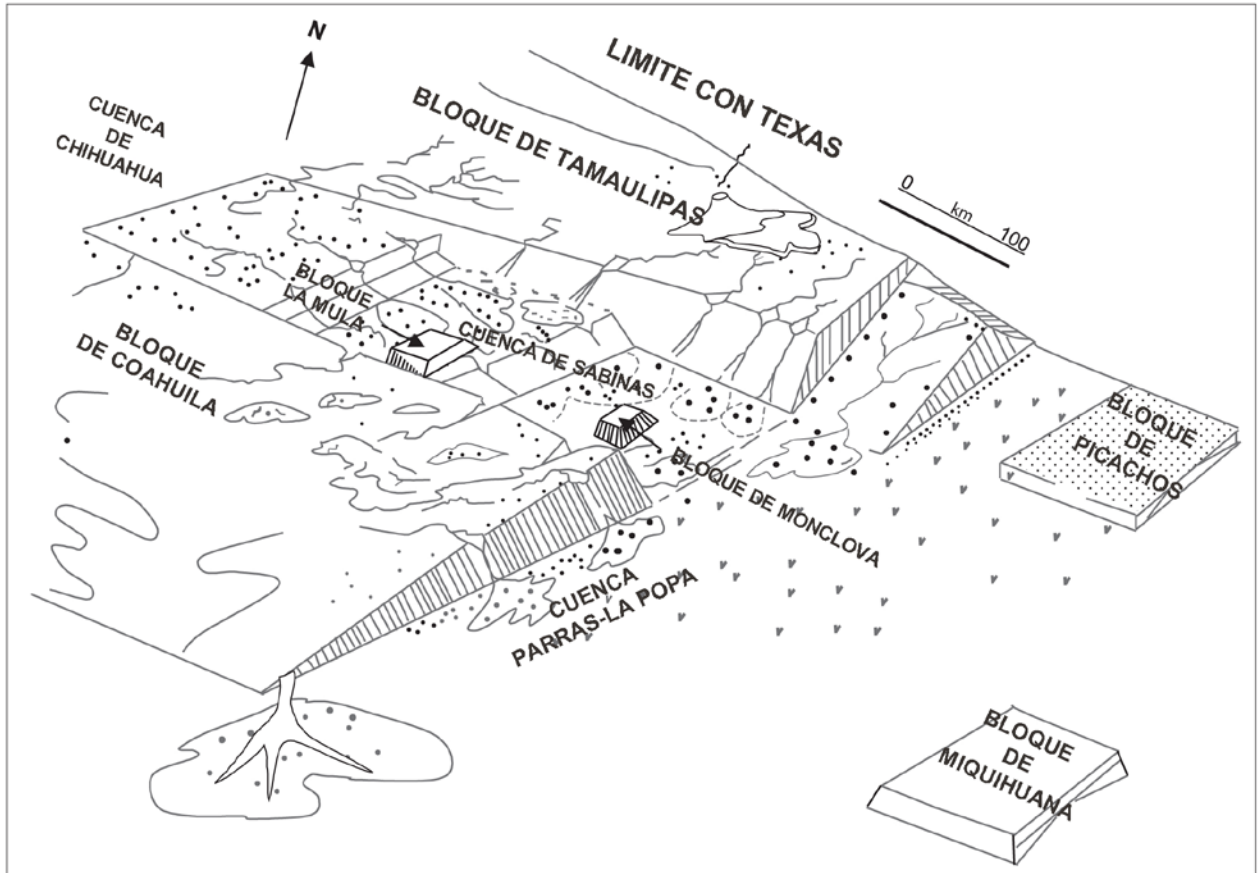 N
LIMITE CON TEXAS
BLOQUE DE TAMAULIPAS
CUENCA
DE
CHIHUAHUA
0
km
100
BLOQUE
LA MULA
CUENCA DE SABINAS
BLOQUE
DE COAHUILA
BLOQUE
DE
PICACHOS
BLOQUE DE MONCLOVA
CUENCA
PARRAS-LA POPA
BLOQUE
DE
MIQUIHUANA